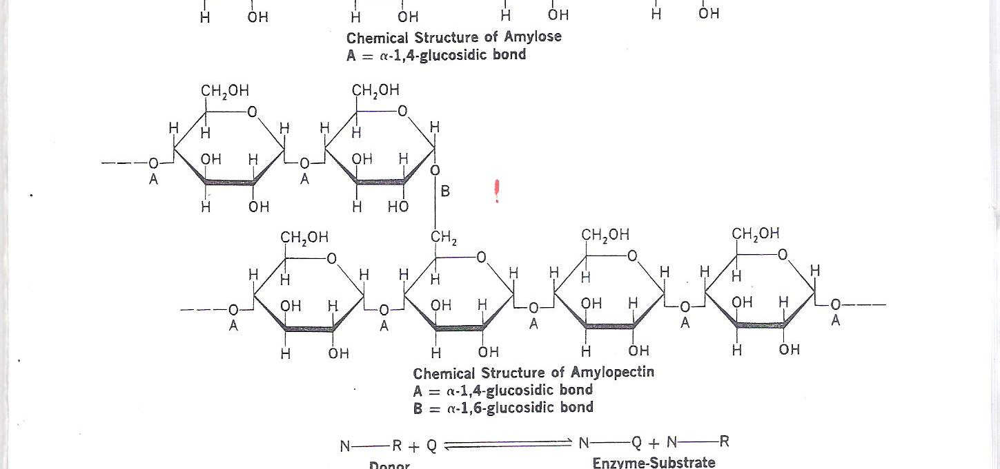 H OH H OH H OH H OH
Chemical Structure of Amylose
A = α-1,4-glucosidic bond
CH₂OH CH₂OH
O O
H H H H H H
OH H OH H
O O O
A A B !
H OH H HO
CH₂OH CH₂ CH₂OH CH₂OH
O O O O
H H H H H H H H H H H H
OH H OH H OH H OH H
O O O O O
A A A A A
H OH H OH H OH H OH
Chemical Structure of Amylopectin
A = α-1,4-glucosidic bond
B = α-1,6-glucosidic bond
N—R + Q ⇌ N—Q + N—R
Donor Enzyme-Substrate